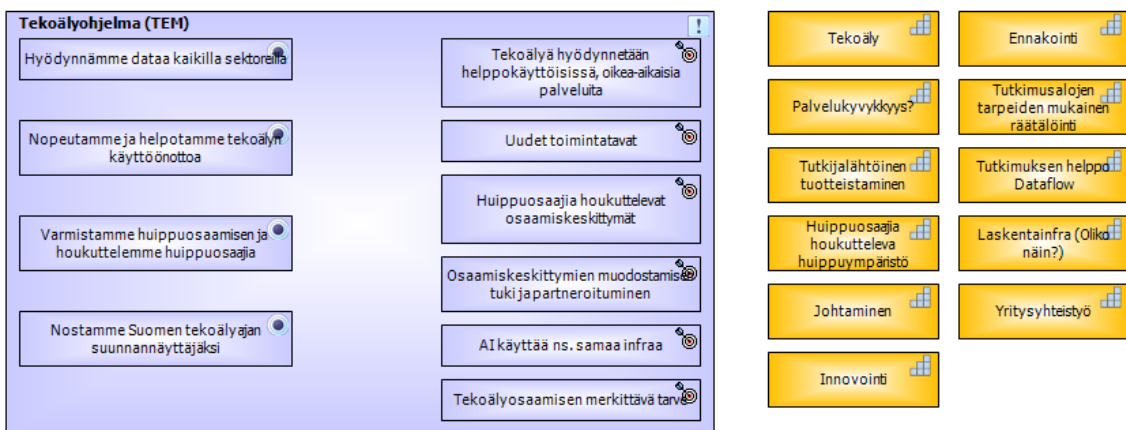 Tekoälyohjelma (TEM)
Hyödynnämme dataa kaikilla sektoreilla
Nopeutamme ja helpotamme tekoälyn
käyttöönottoa
Varmistamme huippuosaamisen ja
houkuttelemme huippuosaajia
Nostamme Suomen tekoälyajan
suunnannäyttäjäksi
Tekoälyä hyödynnetään
helppokäyttöisissä, oikea-aikaisia
palveluita
Uudet toimintatavat
Huippuosaajia houkuttelevat
osaamiskeskittymät
Osaamiskeskittymien muodostamisen
tuki ja partneroituminen
AI käyttää ns. samaa infraa
Tekoälyosaamisen merkittävä tarve
Tekoäly
Ennakointi
Palvelukyvykkyys?
Tutkimusalojen
tarpeiden mukainen
räätälöinti
Tutkijalähtöinen
tuotteistaminen
Tutkimuksen helppo
Dataflow
Huippuosaajia
houkutteleva
huippuympäristö
Laskentainfra (Oliko
näin?)
Johtaminen
Yritysyhteistyö
Innovointi